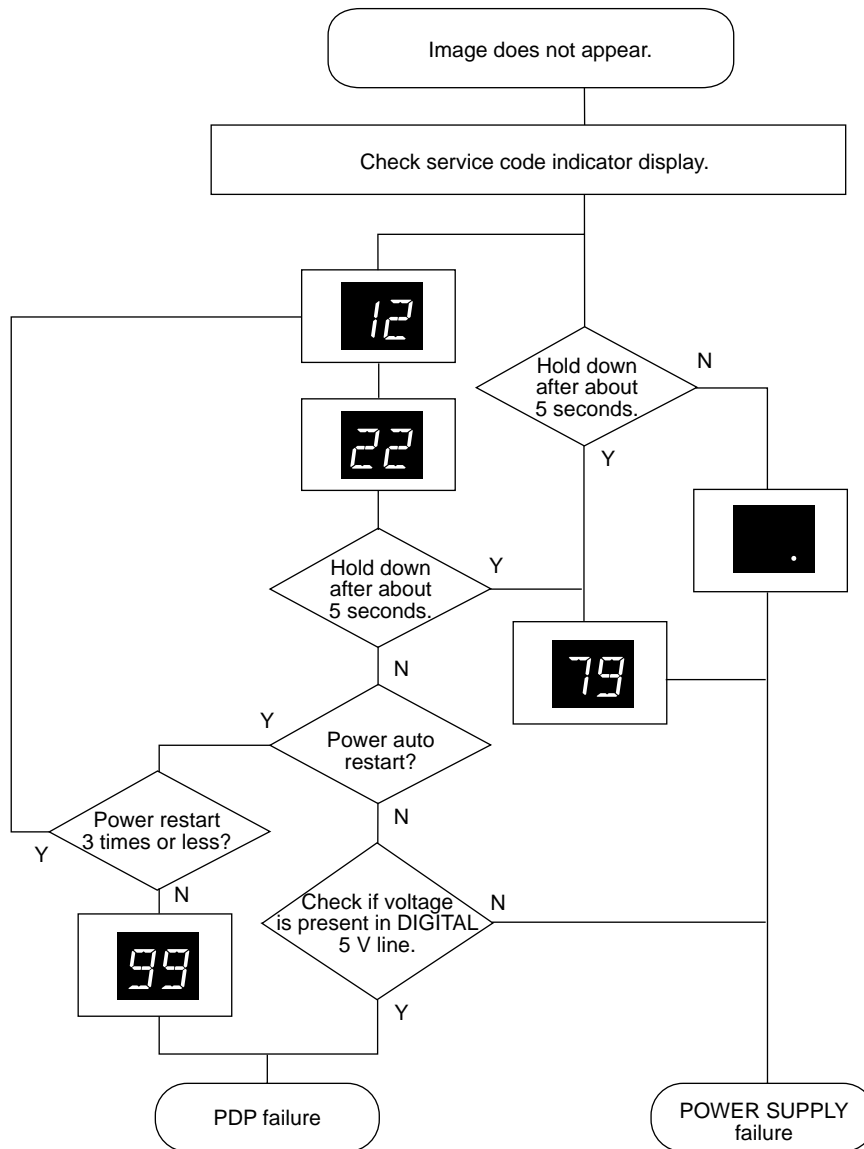 Image does not appear.
Check service code indicator display.
12
Hold down
after about
5 seconds.
N
Y
22
.
Hold down
after about
5 seconds.
Y
N
79
Power auto
restart?
Y
N
Power restart
3 times or less?
Y
N
Check if voltage
is present in DIGITAL
5 V line.
N
Y
99
PDP failure
POWER SUPPLY
failure